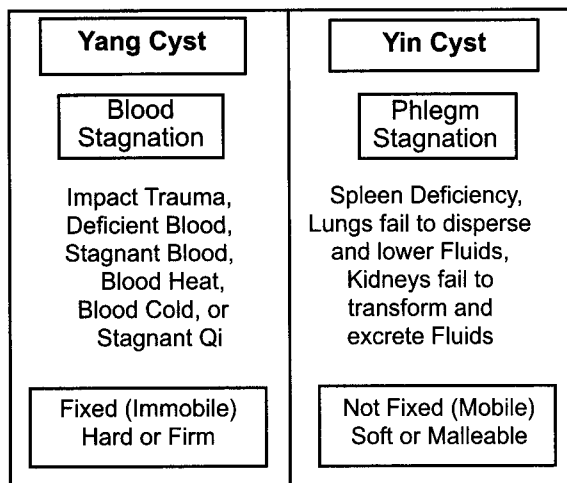 Yang Cyst
Blood
Stagnation
Impact Trauma,
Deficient Blood,
Stagnant Blood,
Blood Heat,
Blood Cold, or
Stagnant Qi
Fixed (Immobile)
Hard or Firm
Yin Cyst
Phlegm
Stagnation
Spleen Deficiency,
Lungs fail to disperse
and lower Fluids,
Kidneys fail to
transform and
excrete Fluids
Not Fixed (Mobile)
Soft or Malleable